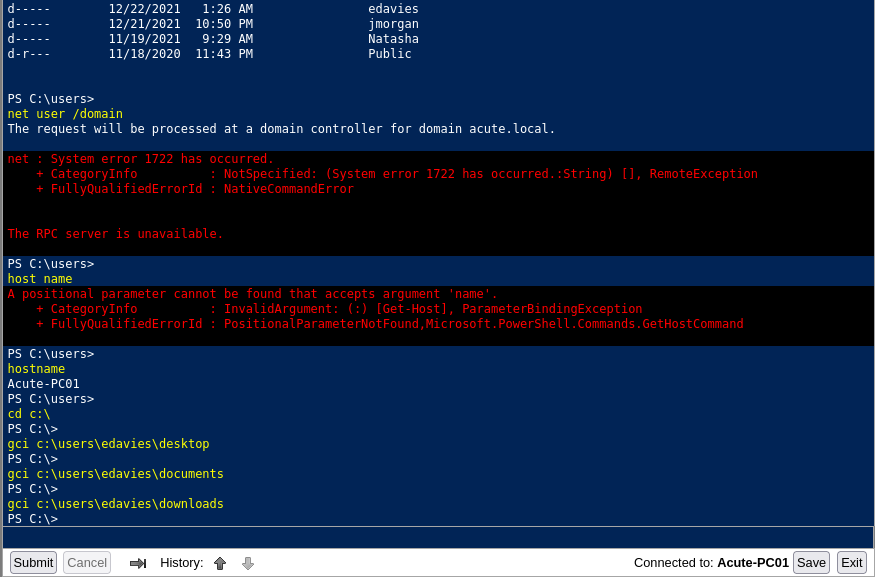 d-----        12/22/2021   1:26 AM                edavies
d-----        12/21/2021  10:50 PM                jmorgan
d-----        11/19/2021   9:29 AM                Natasha
d-r---        11/18/2020  11:43 PM                Public
PS C:\users>
net user /domain
The request will be processed at a domain controller for domain acute.local.
net : System error 1722 has occurred.
    + CategoryInfo          : NotSpecified: (System error 1722 has occurred.:String) [], RemoteException
    + FullyQualifiedErrorId : NativeCommandError
The RPC server is unavailable.
PS C:\users>
host name
A positional parameter cannot be found that accepts argument 'name'.
    + CategoryInfo          : InvalidArgument: (:) [Get-Host], ParameterBindingException
    + FullyQualifiedErrorId : PositionalParameterNotFound,Microsoft.PowerShell.Commands.GetHostCommand
PS C:\users>
hostname
Acute-PC01
PS C:\users>
cd c:\
PS C:\>
gci c:\users\edavies\desktop
PS C:\>
gci c:\users\edavies\documents
PS C:\>
gci c:\users\edavies\downloads
PS C:\>
Submit Cancel History: Connected to: Acute-PC01 Save Exit